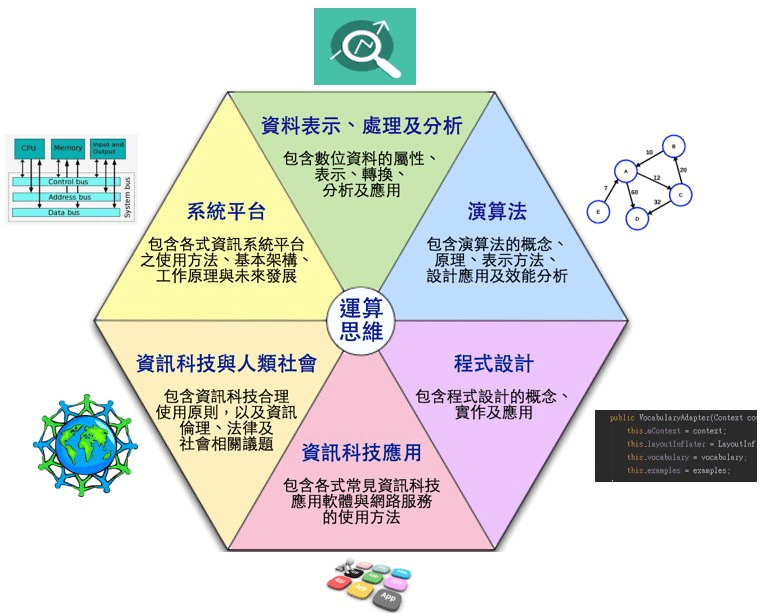 資料表示、處理及分析
包含數位資料的屬性、
表示、轉換、
分析及應用
CPU
Memory
Input and
Output
Control bus
Address bus
Data bus
System bus
系統平台
包含各式資訊系統平台
之使用方法、基本架構、
工作原理與未來發展
演算法
包含演算法的概念、
原理、表示方法、
設計應用及效能分析
B
10
A
20
12
7
60
C
E
32
D
運算
思維
資訊科技與人類社會
包含資訊科技合理
使用原則，以及資訊
倫理、法律及
社會相關議題
程式設計
包含程式設計的概念、
實作及應用
public VocabularyAdapter(Context con
this.mContext = context;
this.layoutInflater = LayoutInfl
this.vocabulary = vocabulary;
this.examples = examples;
資訊科技應用
包含各式常見資訊科技
應用軟體與網路服務
的使用方法
App